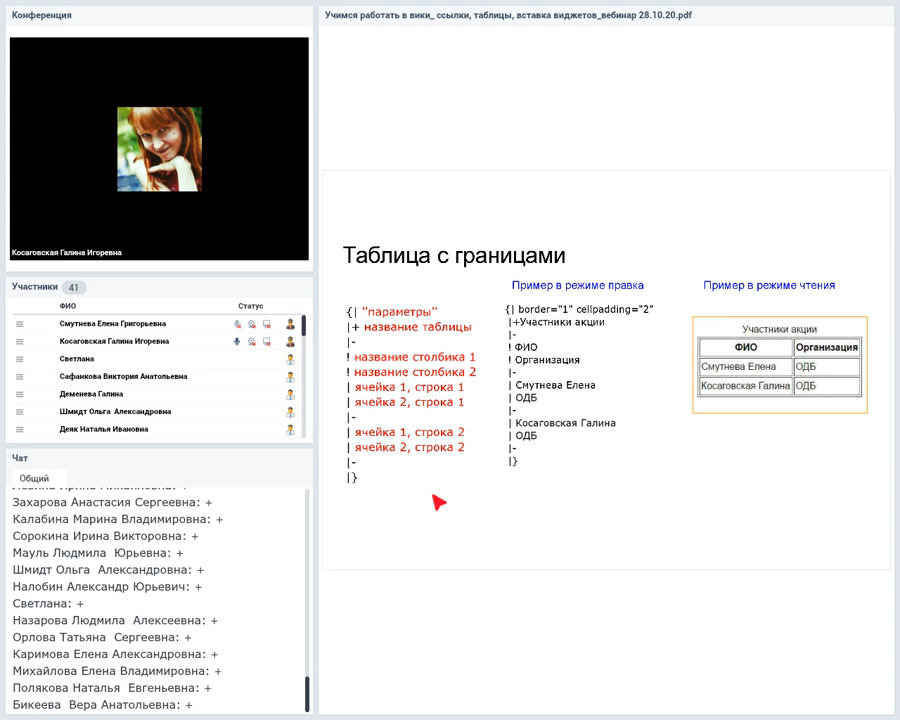 Конференция
Косаговская Галина Игоревна
Участники 41
ФИО Статус
Смутнева Елена Григорьевна
Косаговская Галина Игоревна
Светлана
Сафанкова Виктория Анатольевна
Деменева Галина
Шмидт Ольга Александровна
Деяк Наталья Ивановна
Чат
Общий
Захарова Анастасия Сергеевна: +
Калабина Марина Владимировна: +
Сорокина Ирина Викторовна: +
Мауль Людмила Юрьевна: +
Шмидт Ольга Александровна: +
Налобин Александр Юрьевич: +
Светлана: +
Назарова Людмила Алексеевна: +
Орлова Татьяна Сергеевна: +
Каримова Елена Александровна: +
Михайлова Елена Владимировна: +
Полякова Наталья Евгеньевна: +
Бикеева Вера Анатольевна: +
Учимся работать в вики_ ссылки, таблицы, вставка виджетов_вебинар 28.10.20.pdf
Таблица с границами
{| "параметры"
|+ название таблицы
|-
! название столбика 1
! название столбика 2
| ячейка 1, строка 1
| ячейка 2, строка 1
|-
| ячейка 1, строка 2
| ячейка 2, строка 2
|-
|}
Пример в режиме правка
{| border="1" cellpadding="2"
|+Участники акции
|-
! ФИО
! Организация
|-
| Смутнева Елена
| ОДБ
|-
| Косаговская Галина
| ОДБ
|-
|}
Пример в режиме чтения
Участники акции
ФИО Организация
Смутнева Елена ОДБ
Косаговская Галина ОДБ